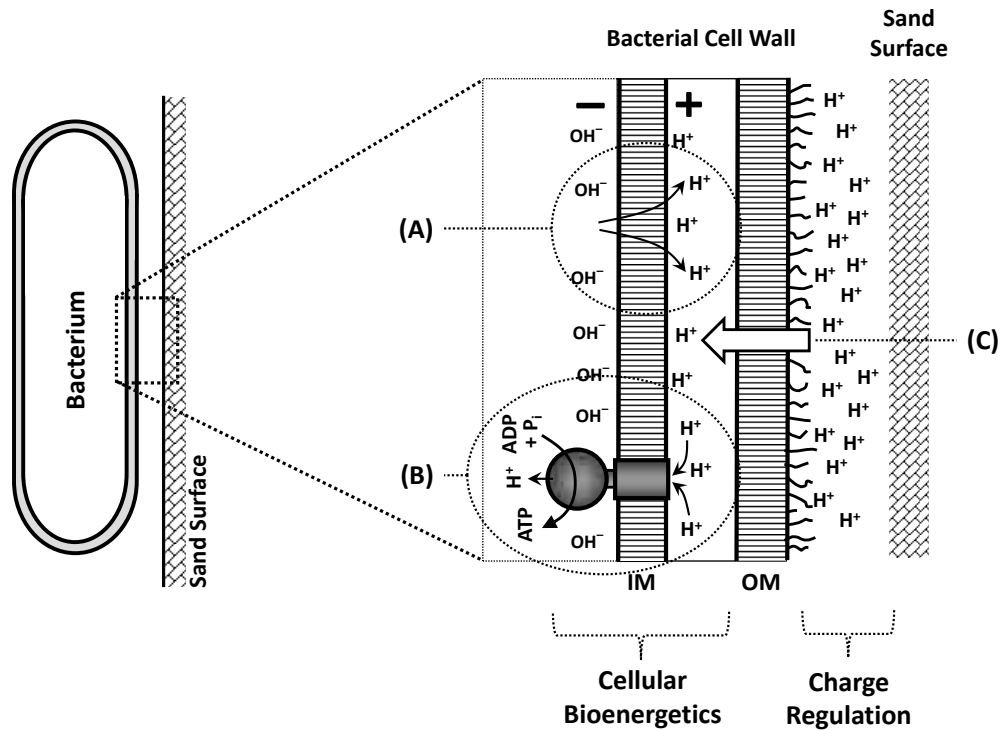 Bacterial Cell Wall
Sand
Surface
− +
H⁺
H⁺
OH⁻ H⁺
H⁺
OH⁻ H⁺ H⁺
H⁺ H⁺
(A) H⁺
H⁺
H⁺
OH⁻ H⁺ H⁺
H⁺
H⁺
OH⁻ H⁺
(C)
H⁺
H⁺
OH⁻ H⁺
H⁺
OH⁻ H⁺
H⁺ H⁺
H⁺
(B) H⁺ H⁺
H⁺
ADP
+ Pi
H⁺
ATP
H⁺
H⁺
OH⁻
Bacterium
Sand Surface
IM OM
Cellular
Bioenergetics
Charge
Regulation